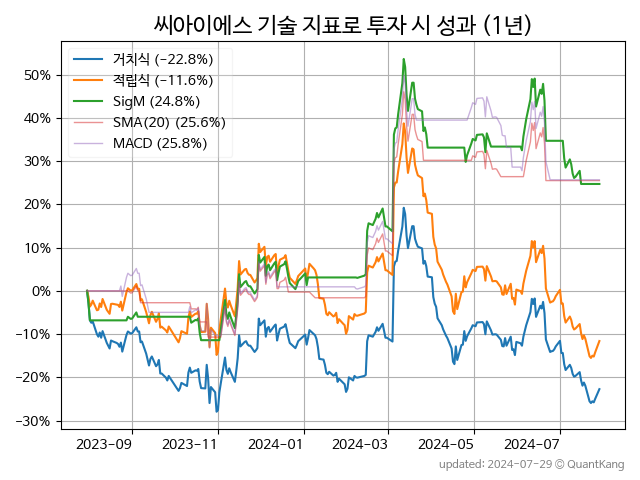 씨아이에스 기술 지표로 투자 시 성과 (1년)
거치식 (−22.8%)
적립식 (−11.6%)
SigM (24.8%)
SMA(20) (25.6%)
MACD (25.8%)
50%
40%
30%
20%
10%
0%
−10%
−20%
−30%
2023-09 2023-11 2024-01 2024-03 2024-05 2024-07
updated: 2024-07-29 © QuantKang